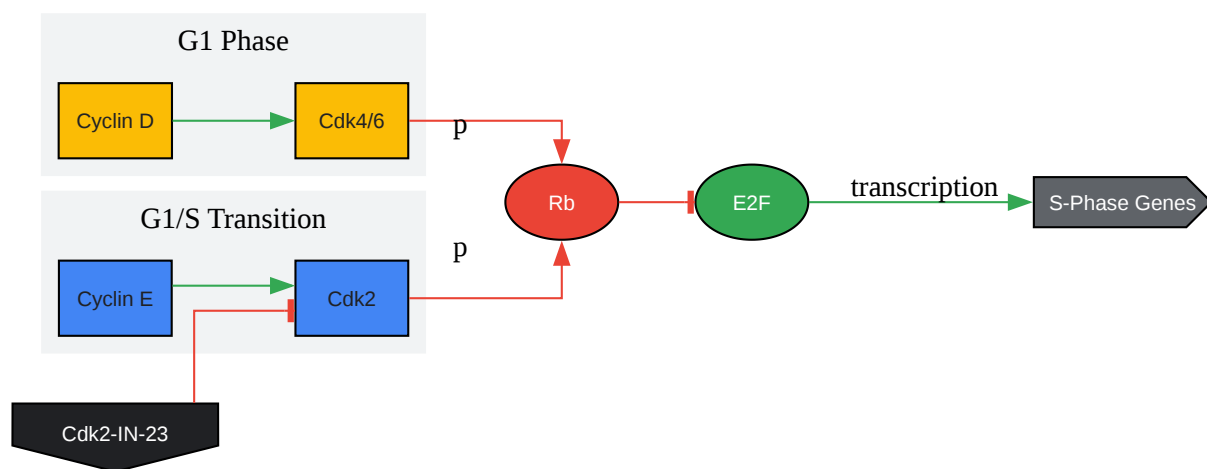 G1 Phase
Cyclin D
Cdk4/6
p
G1/S Transition
Cyclin E
Cdk2
p
Rb
E2F
transcription
S-Phase Genes
Cdk2-IN-23